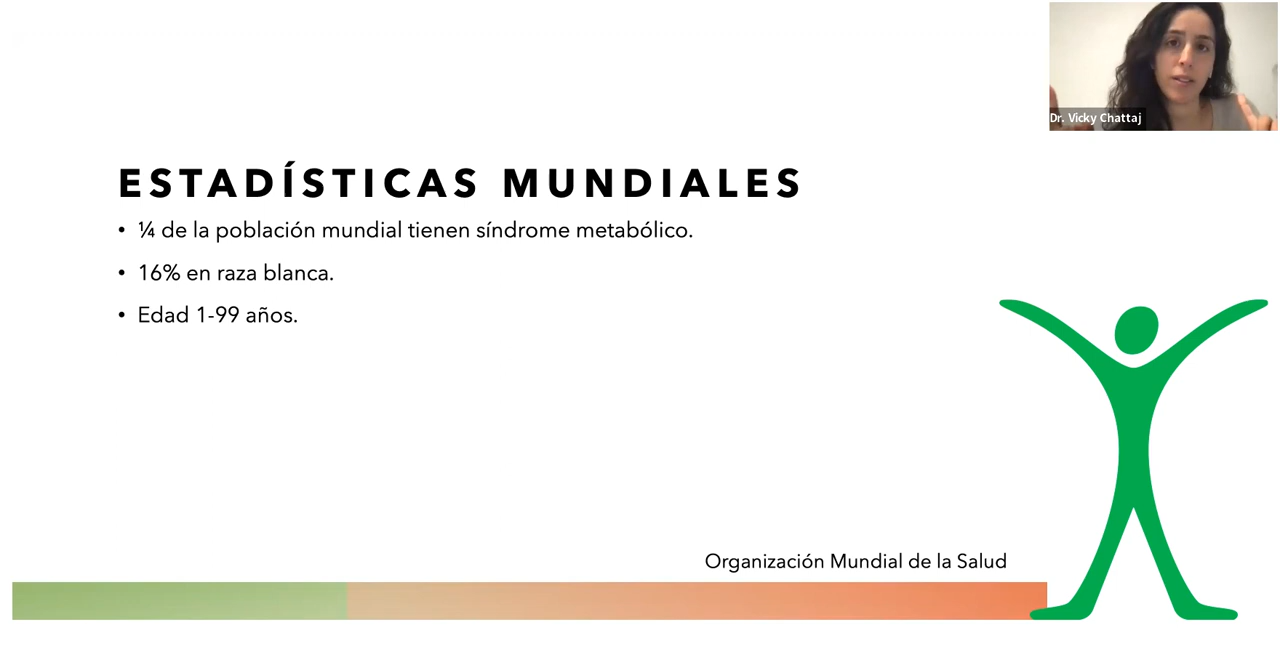 Dr. Vicky Chattaj
ESTADÍSTICAS MUNDIALES
• ¼ de la población mundial tienen síndrome metabólico.
• 16% en raza blanca.
• Edad 1-99 años.
Organización Mundial de la Salud